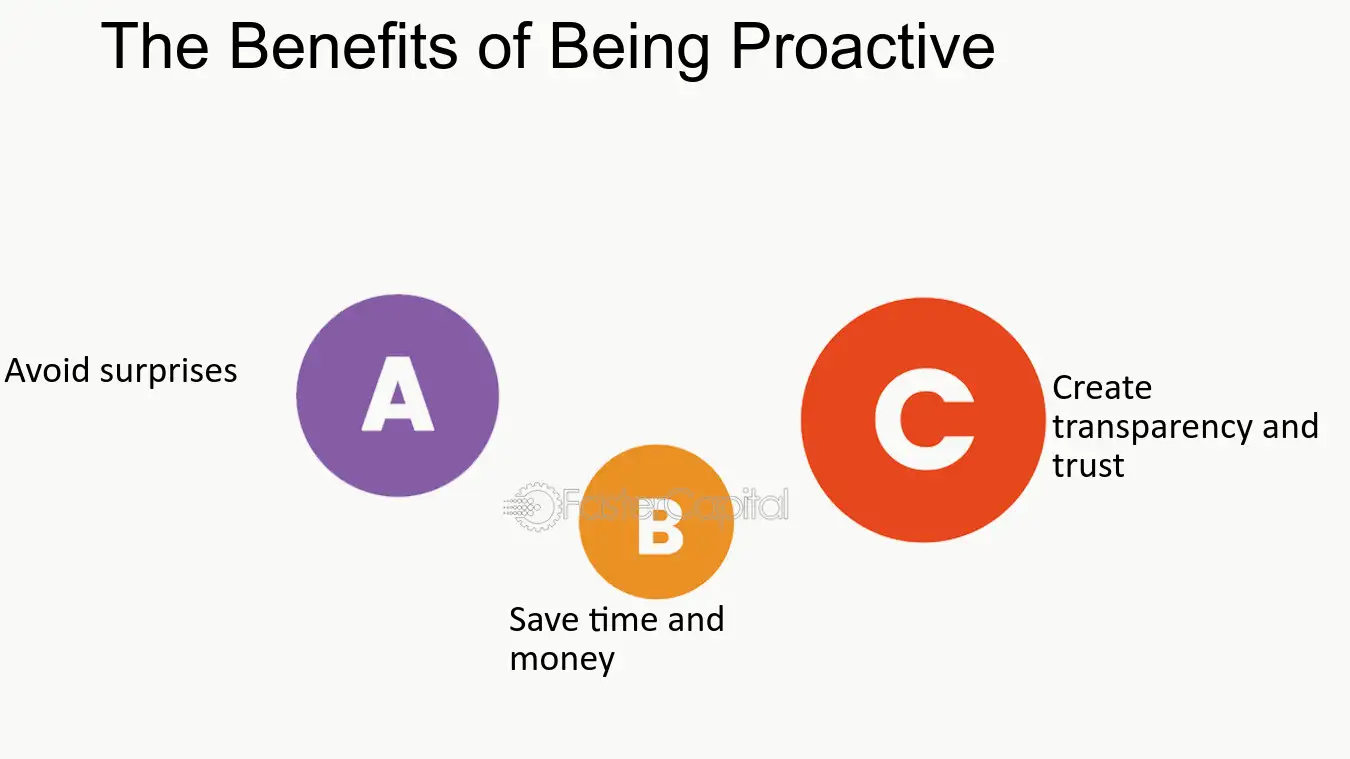 The Benefits of Being Proactive
Avoid surprises
A
B
FasterCapital
Save time and
money
C
Create
transparency and
trust